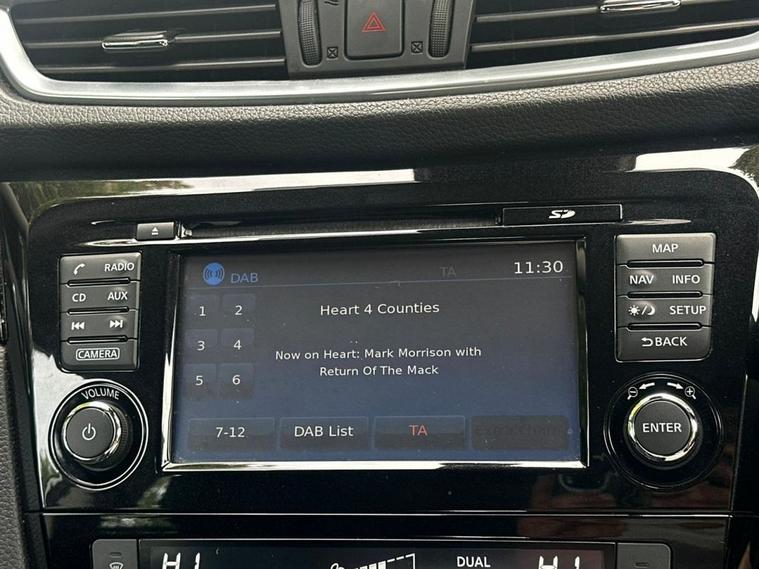 SD
RADIO
CD AUX
CAMERA
VOLUME
DAB TA 11:30
1 2
3 4
5 6
Heart 4 Counties
Now on Heart: Mark Morrison with
Return Of The Mack
7-12 DAB List TA
MAP
NAV INFO
SETUP
BACK
ENTER
HI DUAL HI